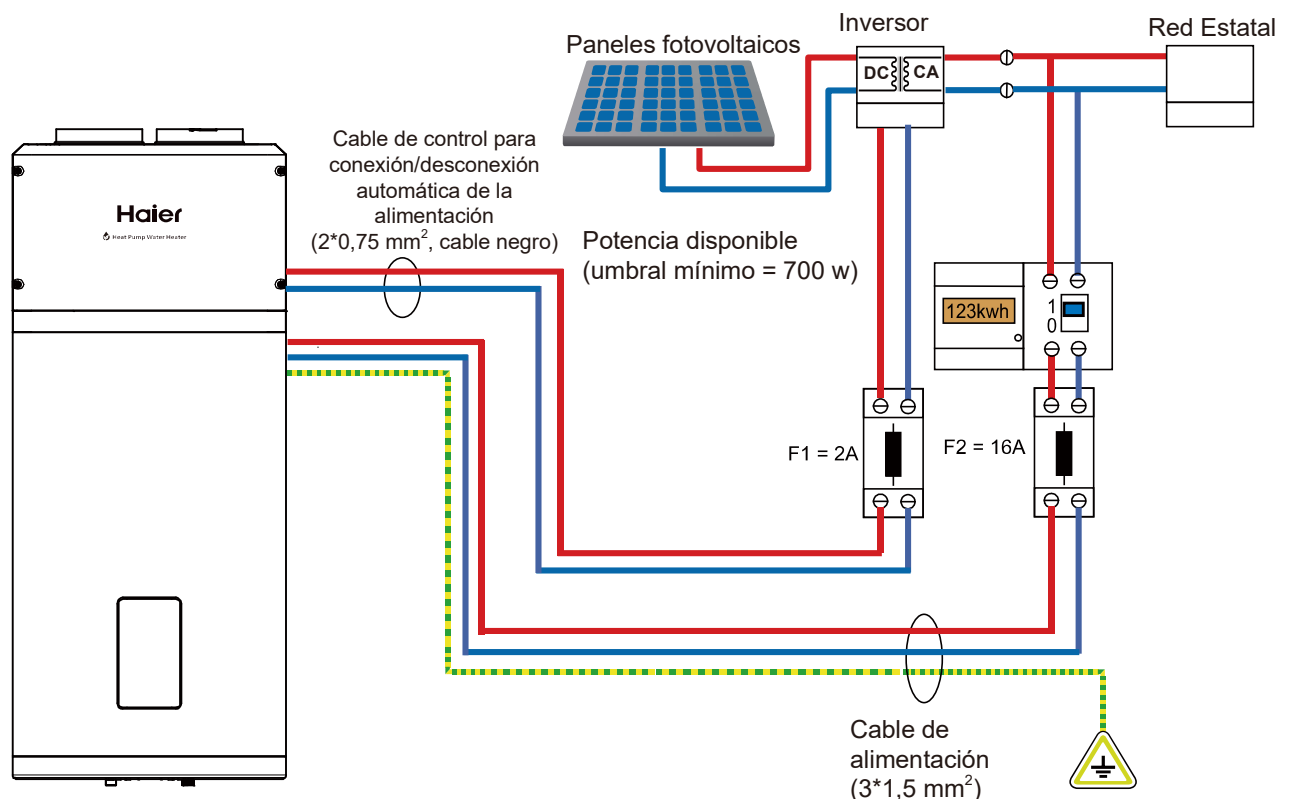 Inversor
Red Estatal
Paneles fotovoltaicos
DC
CA
Cable de control para
conexión/desconexión
automática de la
alimentación
(2*0,75 mm², cable negro)
Haier
Heat Pump Water Heater
Potencia disponible
(umbral mínimo = 700 w)
123kwh
1
0
F1 = 2A
F2 = 16A
Cable de
alimentación
(3*1,5 mm²)